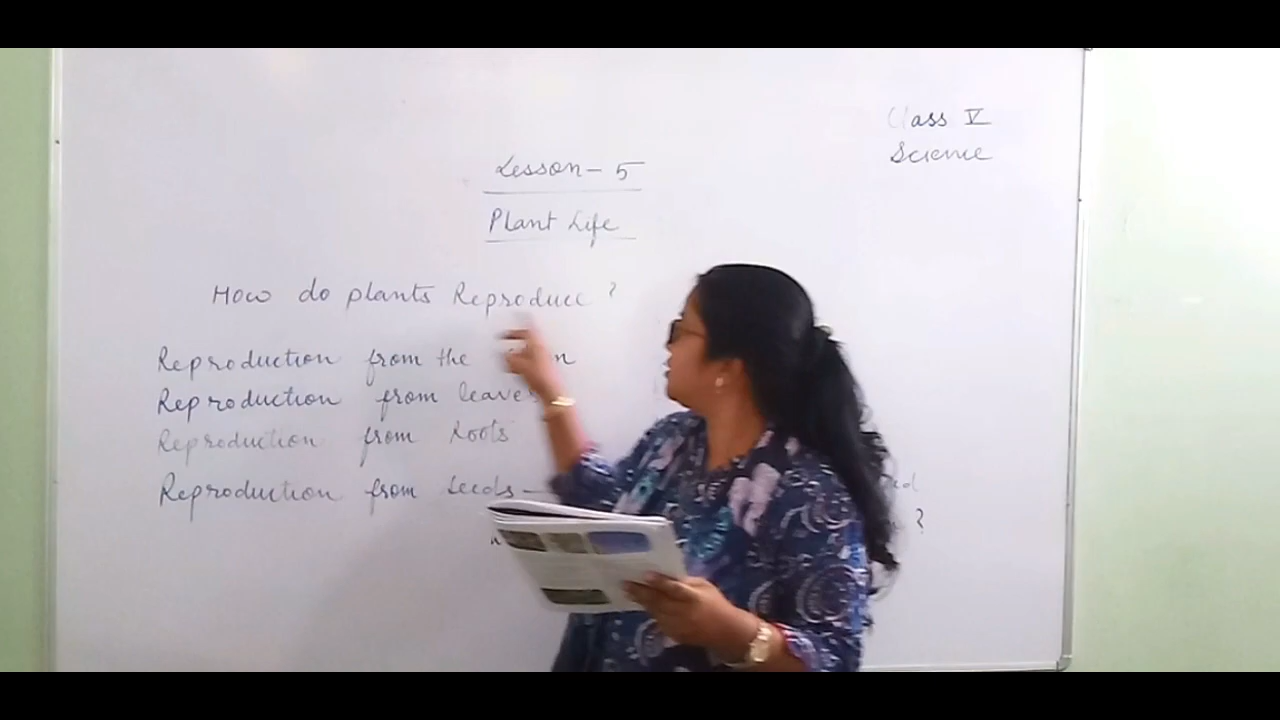 Class V
Science
Lesson - 5
Plant Life
How do plants Reproduce ?
Reproduction from the
Reproduction from leaves
Reproduction from Roots
Reproduction from seeds -
?